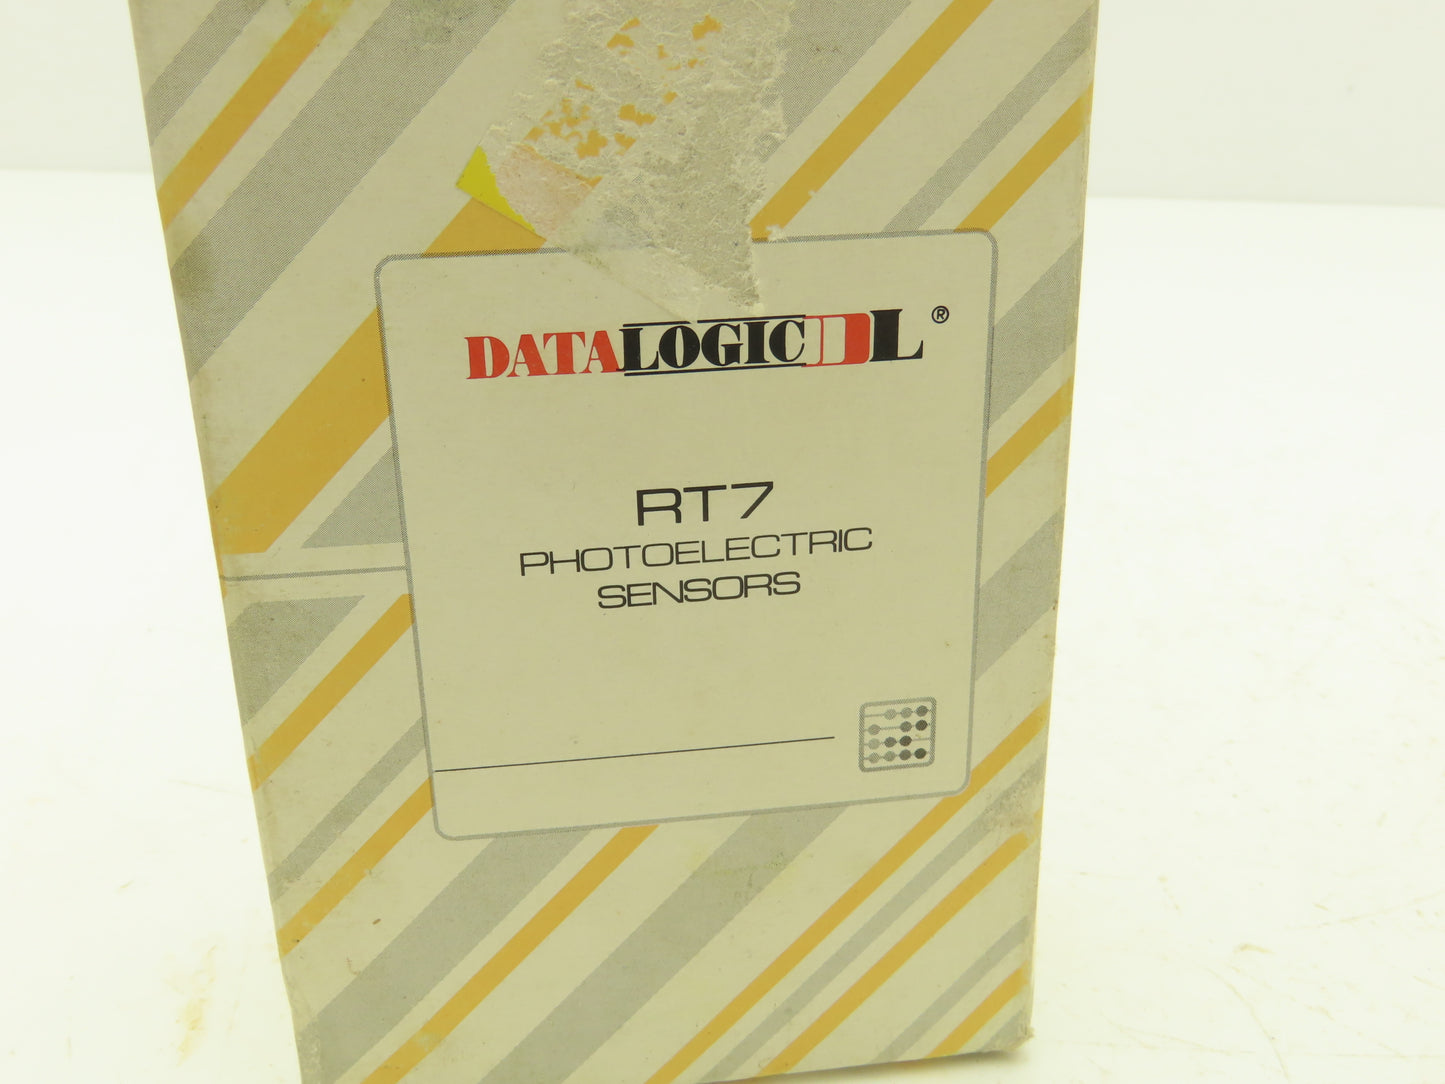 DATALOGIC DL ®
RT7
PHOTOELECTRIC
SENSORS